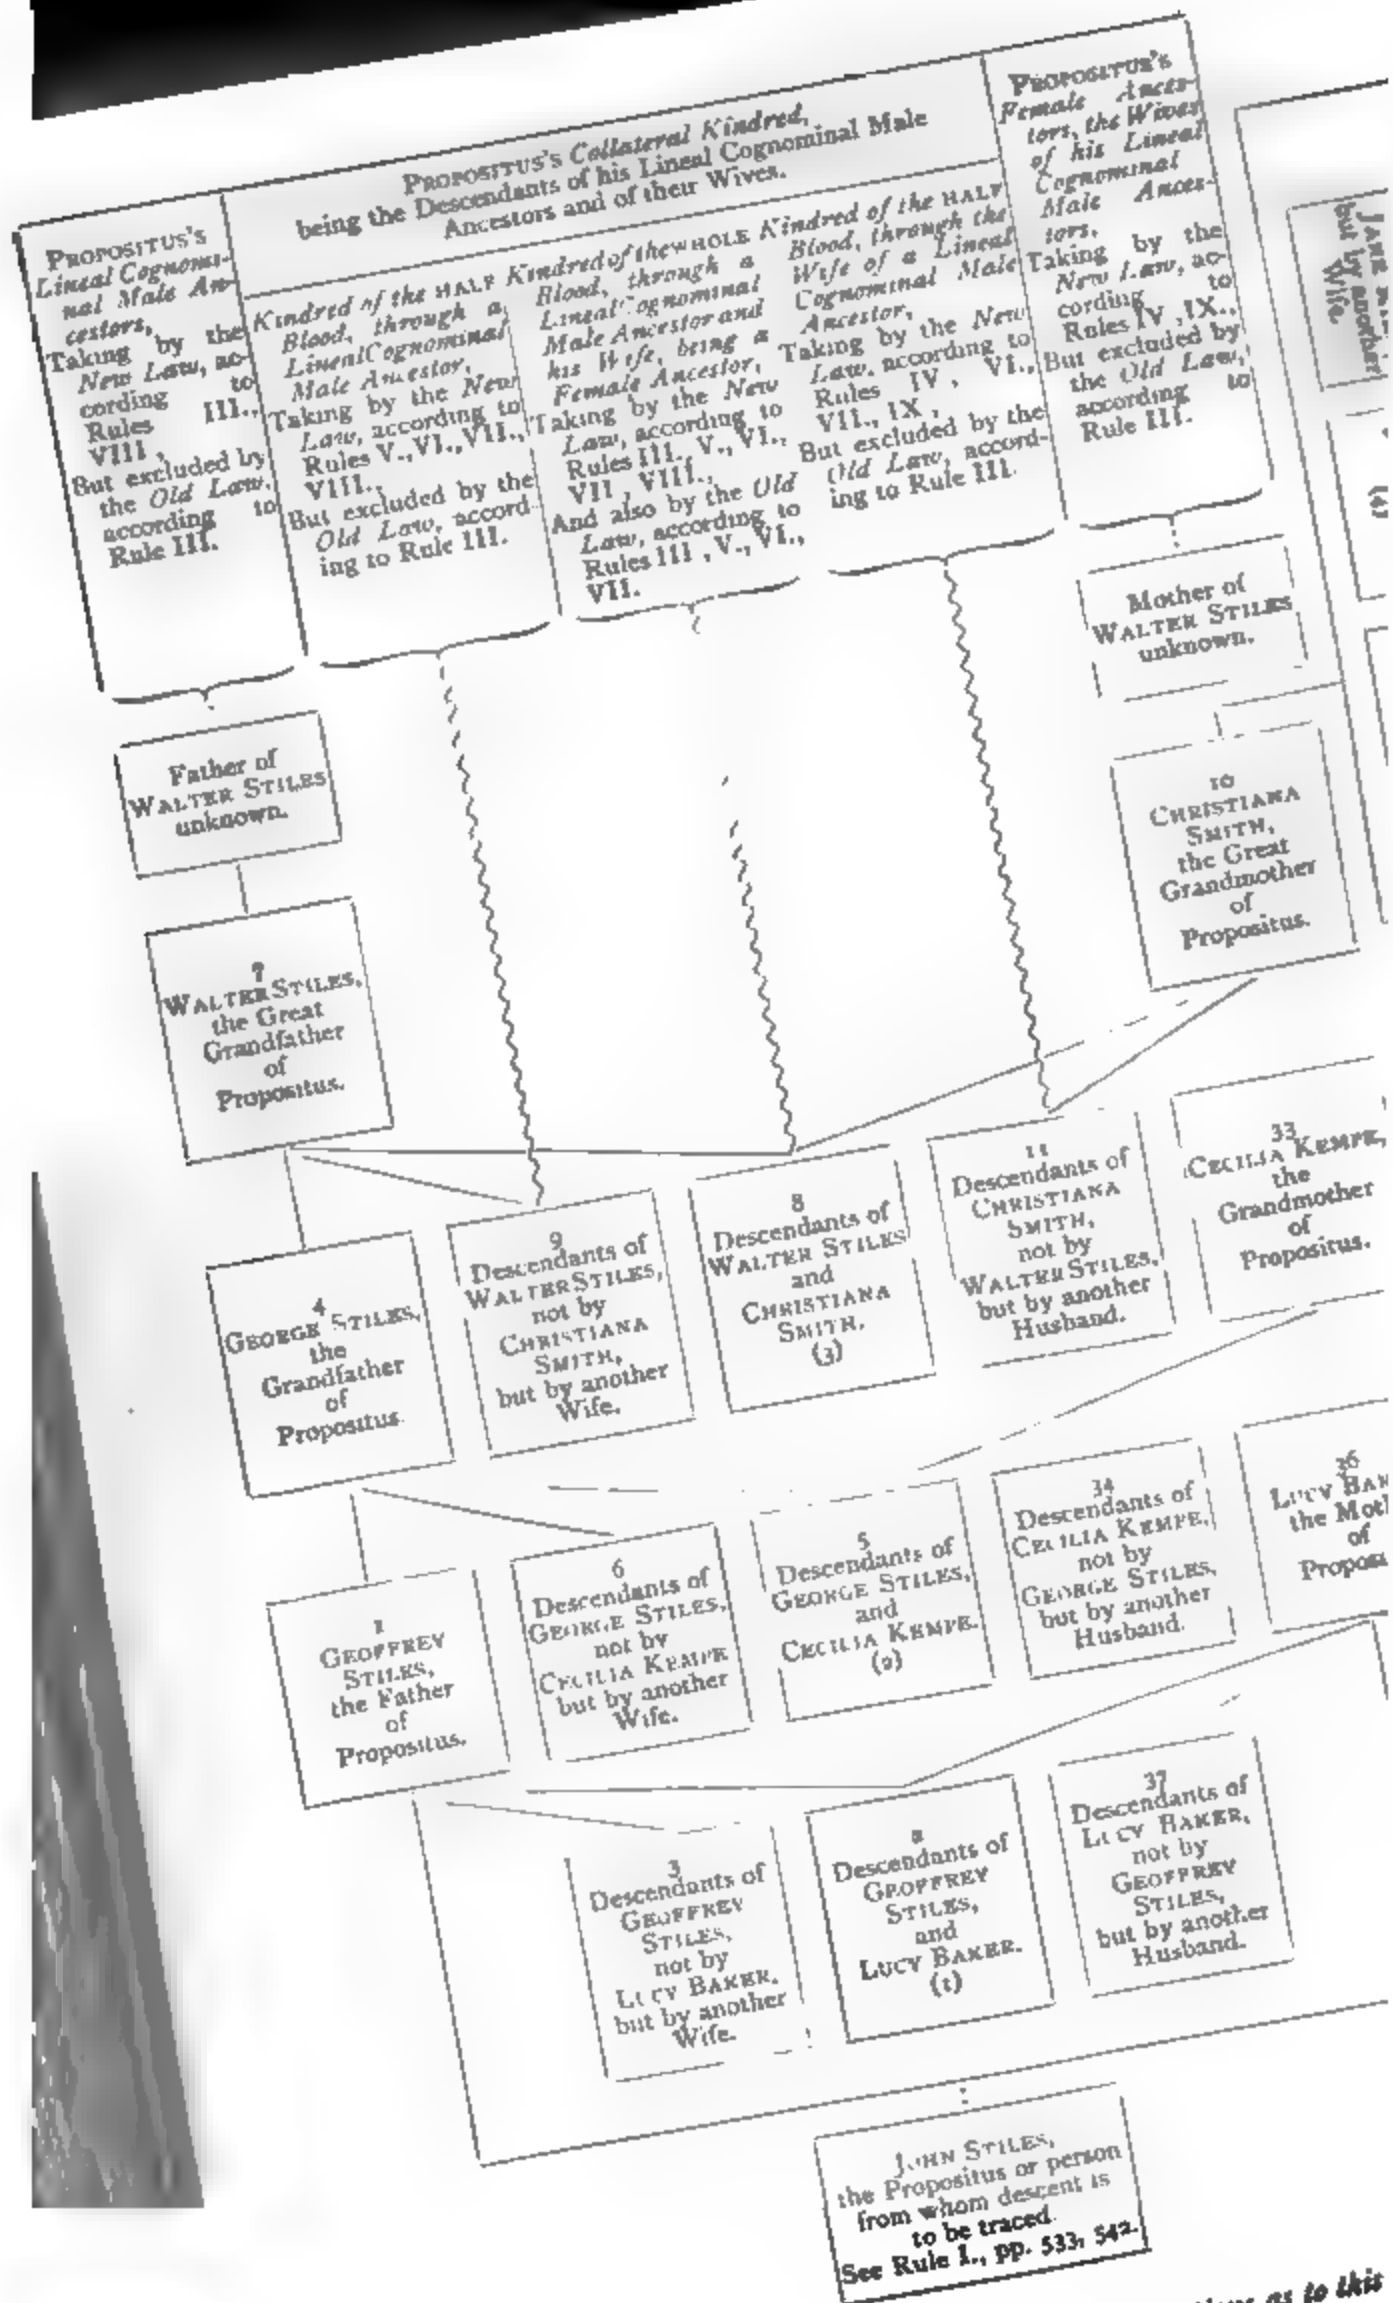 PROPOSITUS'S
Lineal Cognomi-
nal Male An-
cestors,
Taking by the
New Law, ac-
cording to
Rules III.,
VIII,
But excluded by
the Old Law,
according to
Rule III.
PROPOSITUS'S Collateral Kindred,
being the Descendants of his Lineal Cognominal Male
Ancestors and of their Wives.
Kindred of the HALF
Blood, through a
Lineal Cognominal
Male Ancestor,
Taking by the New
Law, according to
Rules V., VI., VII.,
VIII.,
But excluded by the
Old Law, accord-
ing to Rule III.
Kindred of the WHOLE
Blood, through a
Lineal Cognominal
Male Ancestor and
his Wife, being a
Female Ancestor,
Taking by the New
Law, according to
Rules III., V., VI.,
VII, VIII.,
And also by the Old
Law, according to
Rules III, V., VI.,
VII.
Kindred of the HALF
Blood, through the
Wife of a Lineal
Cognominal Male
Ancestor,
Taking by the New
Law, according to
Rules IV, VI.,
VII., IX,
But excluded by the
Old Law, accord-
ing to Rule III.
PROPOSITUS'S
Female Ances-
tors, the Wives
of his Lineal
Cognominal
Male Ances-
tors,
Taking by the
New Law, ac-
cording to
Rules IV, IX.,
But excluded by
the Old Law,
according to
Rule III.
JANE
but by another
Wife.
Father of
WALTER STILES
unknown.
Mother of
WALTER STILES
unknown.
7
WALTER STILES,
the Great
Grandfather
of
Propositus.
10
CHRISTIANA
SMITH,
the Great
Grandmother
of
Propositus.
4
GEORGE STILES,
the
Grandfather
of
Propositus.
9
Descendants of
WALTER STILES,
not by
CHRISTIANA
SMITH,
but by another
Wife.
8
Descendants of
WALTER STILES
and
CHRISTIANA
SMITH.
(3)
11
Descendants of
CHRISTIANA
SMITH,
not by
WALTER STILES,
but by another
Husband.
33
CECILIA KEMPE,
the
Grandmother
of
Propositus.
1
GEOFFREY
STILES,
the Father
of
Propositus.
6
Descendants of
GEORGE STILES,
not by
CECILIA KEMPE
but by another
Wife.
5
Descendants of
GEORGE STILES,
and
CECILIA KEMPE.
(2)
34
Descendants of
CECILIA KEMPE,
not by
GEORGE STILES,
but by another
Husband.
36
LUCY BAK
the Mot
of
Propos
3
Descendants of
GEOFFREY
STILES,
not by
LUCY BAKER,
but by another
Wife.
2
Descendants of
GEOFFREY
STILES,
and
LUCY BAKER.
(1)
37
Descendants of
LUCY BAKER,
not by
GEOFFREY
STILES,
but by another
Husband.
JOHN STILES,
the Propositus or person
from whom descent is
to be traced.
See Rule I., pp. 533, 542.
as to this